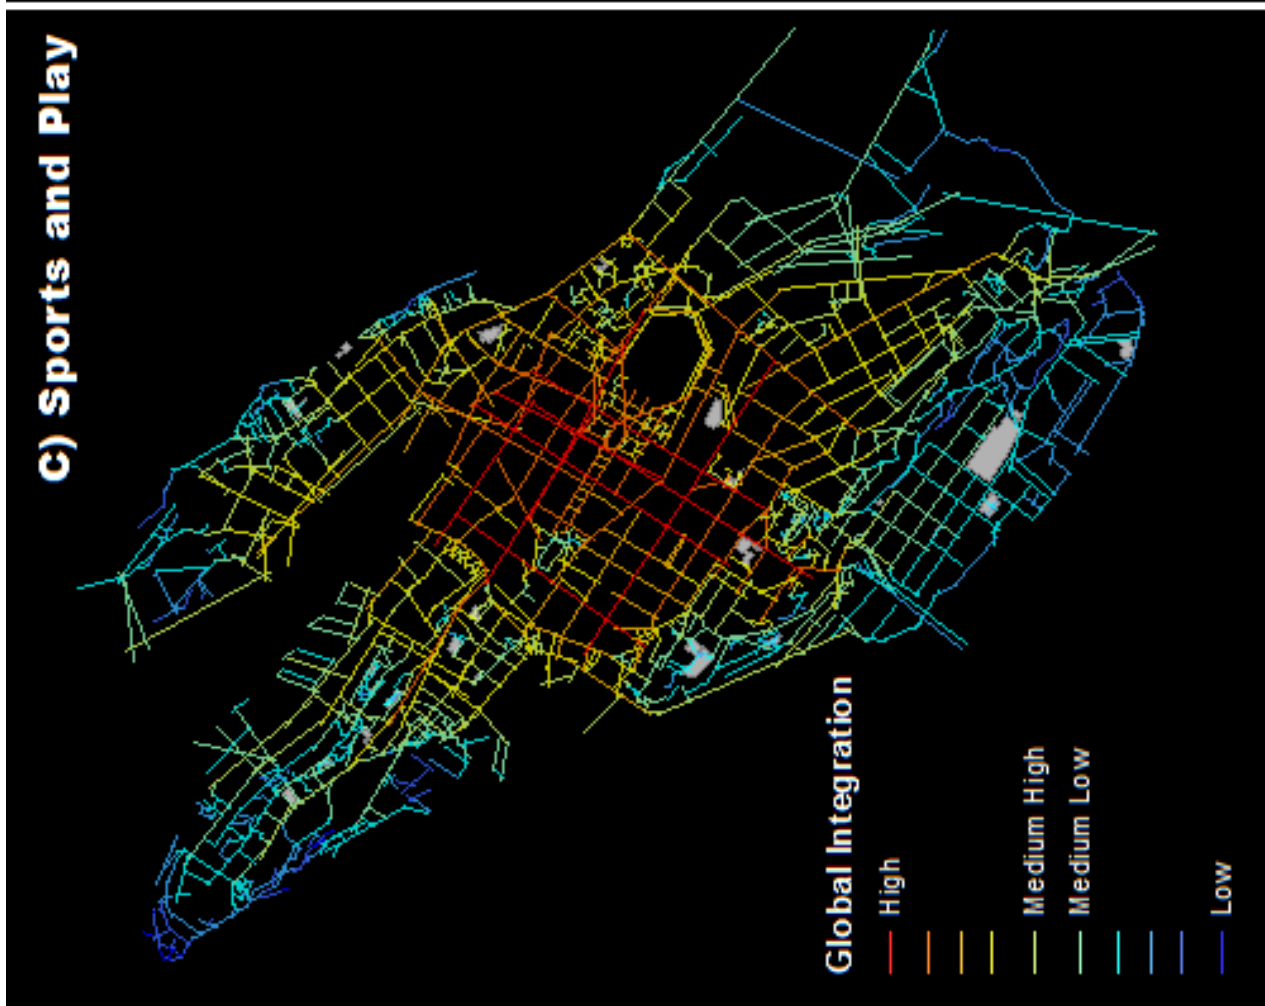 C) Sports and Play
Global Integration
High
Medium High
Medium Low
Low